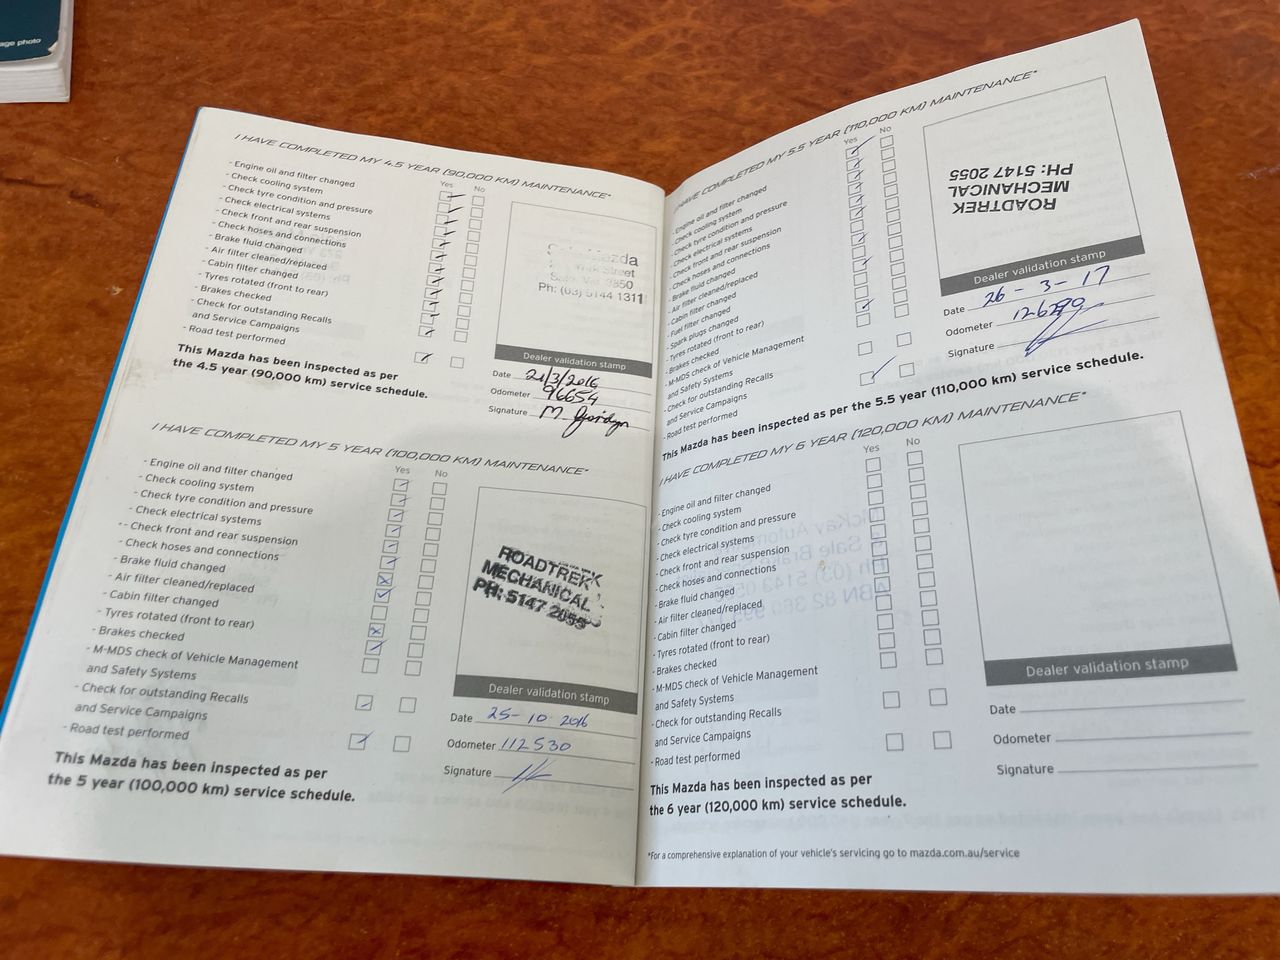 age photo
I HAVE COMPLETED MY 4.5 YEAR (90,000 KM) MAINTENANCE*
Yes No
- Engine oil and filter changed
- Check cooling system
- Check tyre condition and pressure
- Check electrical systems
- Check front and rear suspension
- Check hoses and connections
- Brake fluid changed
- Air filter cleaned/replaced
- Cabin filter changed
- Tyres rotated (front to rear)
- Brakes checked
- Check for outstanding Recalls
and Service Campaigns
- Road test performed
This Mazda has been inspected as per
the 4.5 year (90,000 km) service schedule.
Mazda
York Street
Sale Vic 3850
Ph: (03) 5144 1311
Dealer validation stamp
Date 21/3/2016
Odometer 96654
Signature M
I HAVE COMPLETED MY 5 YEAR (100,000 KM) MAINTENANCE*
Yes No
- Engine oil and filter changed
- Check cooling system
- Check tyre condition and pressure
- Check electrical systems
- Check front and rear suspension
- Check hoses and connections
- Brake fluid changed
- Air filter cleaned/replaced
- Cabin filter changed
- Tyres rotated (front to rear)
- Brakes checked
- M-MDS check of Vehicle Management
and Safety Systems
- Check for outstanding Recalls
and Service Campaigns
- Road test performed
This Mazda has been inspected as per
the 5 year (100,000 km) service schedule.
ROADTREK
MECHANICAL
PH: 5147 2055
Dealer validation stamp
Date 25-10 2016
Odometer 112530
Signature
I HAVE COMPLETED MY 5.5 YEAR (110,000 KM) MAINTENANCE*
Yes No
- Engine oil and filter changed
- Check cooling system
- Check tyre condition and pressure
- Check electrical systems
- Check front and rear suspension
- Check hoses and connections
- Brake fluid changed
- Air filter cleaned/replaced
- Cabin filter changed
- Fuel filter changed
- Spark plugs changed
- Tyres rotated (front to rear)
- Brakes checked
- M-MDS check of Vehicle Management
and Safety Systems
- Check for outstanding Recalls
and Service Campaigns
- Road test performed
This Mazda has been inspected as per the 5.5 year (110,000 km) service schedule.
ROADTREK
MECHANICAL
PH: 5147 2055
Dealer validation stamp
Date 26-3-17
Odometer
Signature
I HAVE COMPLETED MY 6 YEAR (120,000 KM) MAINTENANCE*
Yes No
- Engine oil and filter changed
- Check cooling system
- Check tyre condition and pressure
- Check electrical systems
- Check front and rear suspension
- Check hoses and connections
- Brake fluid changed
- Air filter cleaned/replaced
- Cabin filter changed
- Tyres rotated (front to rear)
- Brakes checked
- M-MDS check of Vehicle Management
and Safety Systems
- Check for outstanding Recalls
and Service Campaigns
- Road test performed
This Mazda has been inspected as per
the 6 year (120,000 km) service schedule.
Dealer validation stamp
Date
Odometer
Signature
*For a comprehensive explanation of your vehicle's servicing go to mazda.com.au/service